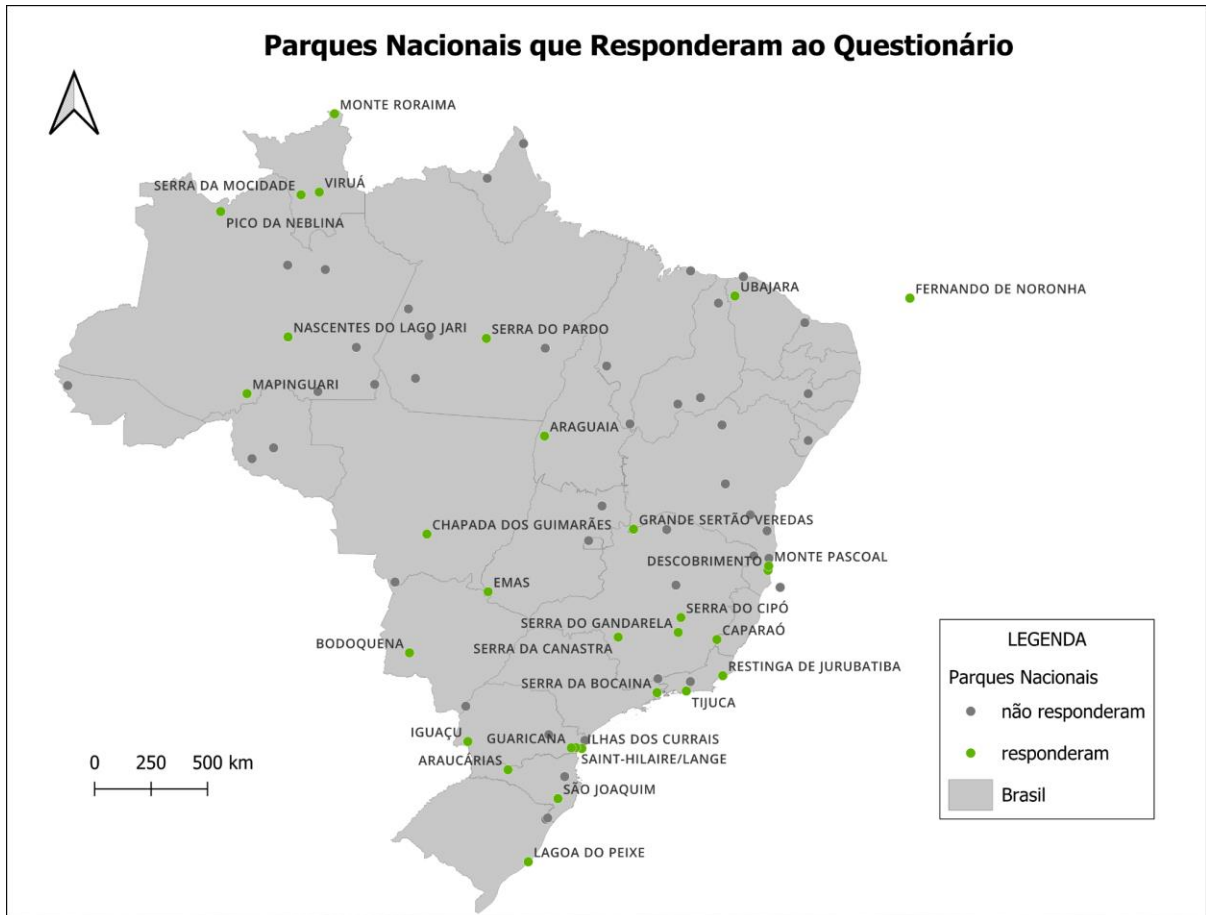 Parques Nacionais que Responderam ao Questionário
MONTE RORAIMA
SERRA DA MOCIDADE
VIRUÁ
PICO DA NEBLINA
UBAJARA
FERNANDO DE NORONHA
NASCENTES DO LAGO JARI
SERRA DO PARDO
MAPINGUARI
ARAGUAIA
CHAPADA DOS GUIMARÃES
GRANDE SERTÃO VEREDAS
DESCOBRIMENTO
MONTE PASCOAL
EMAS
SERRA DO CIPÓ
SERRA DO GANDARELA
CAPARAÓ
BODOQUENA
SERRA DA CANASTRA
RESTINGA DE JURUBATIBA
SERRA DA BOCAINA
TIJUCA
IGUAÇU
GUARICANA
ILHAS DOS CURRAIS
ARAUCÁRIAS
SAINT-HILAIRE/LANGE
SÃO JOAQUIM
LAGOA DO PEIXE
0 250 500 km
LEGENDA
Parques Nacionais
não responderam
responderam
Brasil